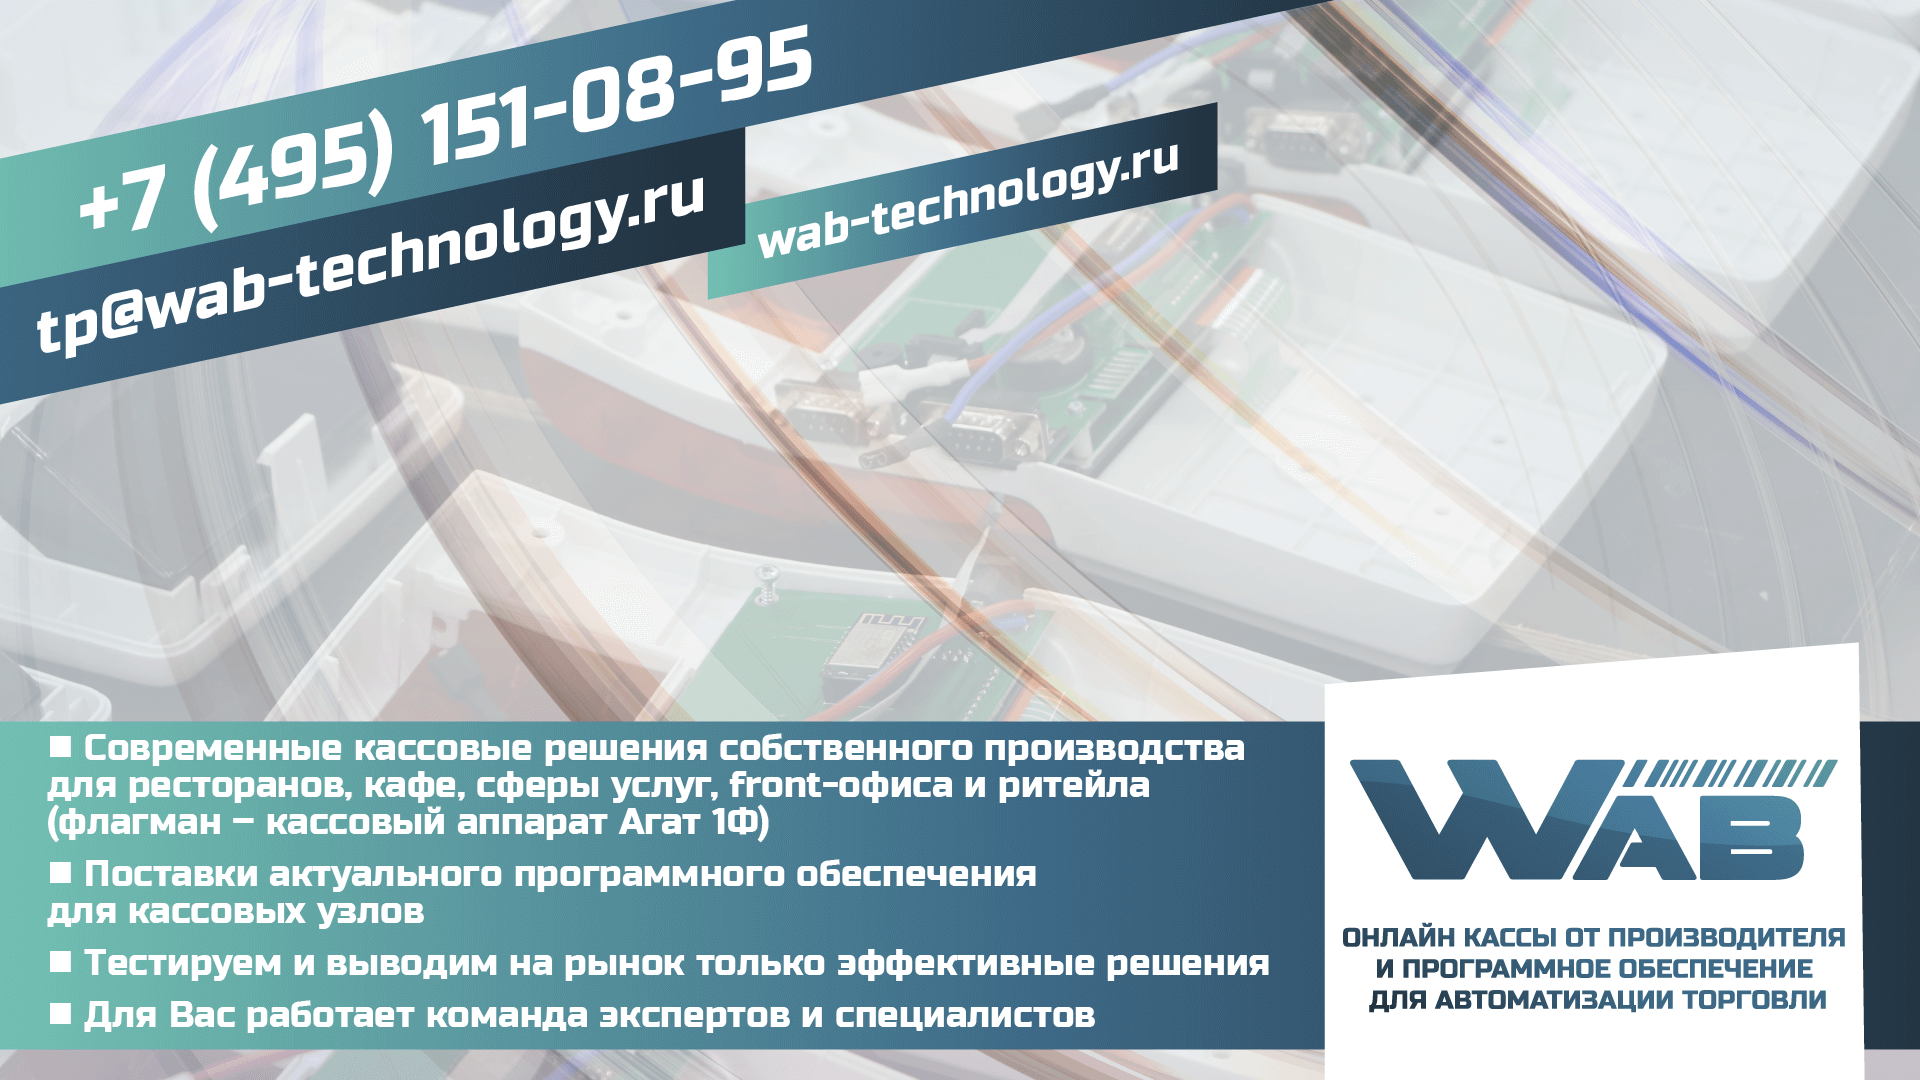 +7 (495) 151-08-95
tp@wab-technology.ru
wab-technology.ru
■ Современные кассовые решения собственного производства
для ресторанов, кафе, сферы услуг, front-офиса и ритейла
(флагман – кассовый аппарат Агат 1Ф)
■ Поставки актуального программного обеспечения
для кассовых узлов
■ Тестируем и выводим на рынок только эффективные решения
■ Для Вас работает команда экспертов и специалистов
WAB
ОНЛАЙН КАССЫ ОТ ПРОИЗВОДИТЕЛЯ
И ПРОГРАММНОЕ ОБЕСПЕЧЕНИЕ
ДЛЯ АВТОМАТИЗАЦИИ ТОРГОВЛИ